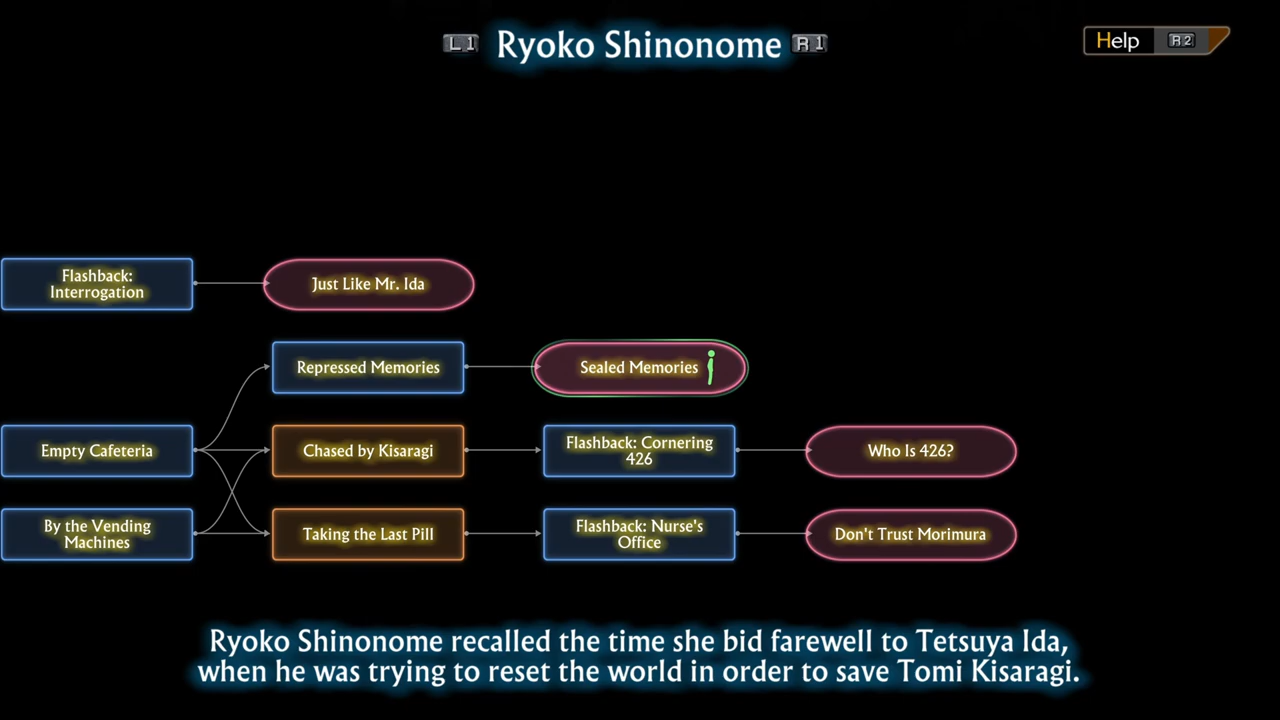 L1 Ryoko Shinonome R1
Help R2
Flashback:
Interrogation
Just Like Mr. Ida
Repressed Memories
Sealed Memories
Empty Cafeteria
Chased by Kisaragi
Flashback: Cornering
426
Who Is 426?
By the Vending
Machines
Taking the Last Pill
Flashback: Nurse's
Office
Don't Trust Morimura
Ryoko Shinonome recalled the time she bid farewell to Tetsuya Ida,
when he was trying to reset the world in order to save Tomi Kisaragi.